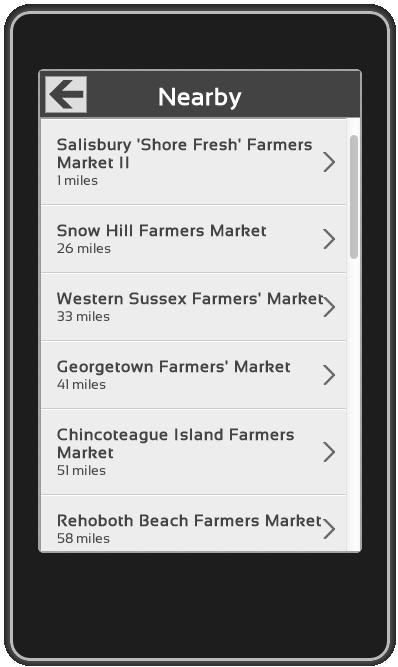 Nearby
Salisbury 'Shore Fresh' Farmers
Market II
1 miles
Snow Hill Farmers Market
26 miles
Western Sussex Farmers' Market
33 miles
Georgetown Farmers' Market
41 miles
Chincoteague Island Farmers
Market
51 miles
Rehoboth Beach Farmers Market
58 miles